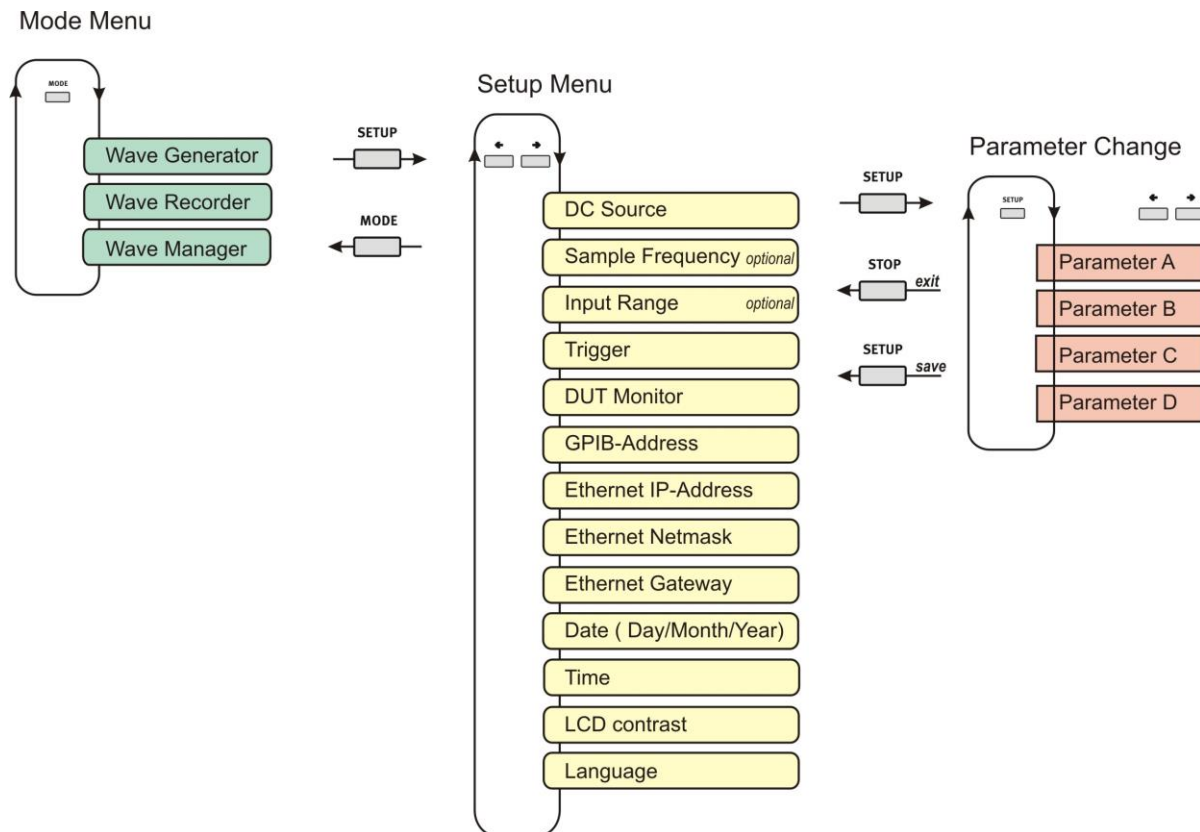 Mode Menu
MODE
Wave Generator
Wave Recorder
Wave Manager
SETUP
MODE
Setup Menu
DC Source
Sample Frequency optional
Input Range optional
Trigger
DUT Monitor
GPIB-Address
Ethernet IP-Address
Ethernet Netmask
Ethernet Gateway
Date ( Day/Month/Year)
Time
LCD contrast
Language
SETUP
STOP
exit
SETUP
save
Parameter Change
SETUP
Parameter A
Parameter B
Parameter C
Parameter D